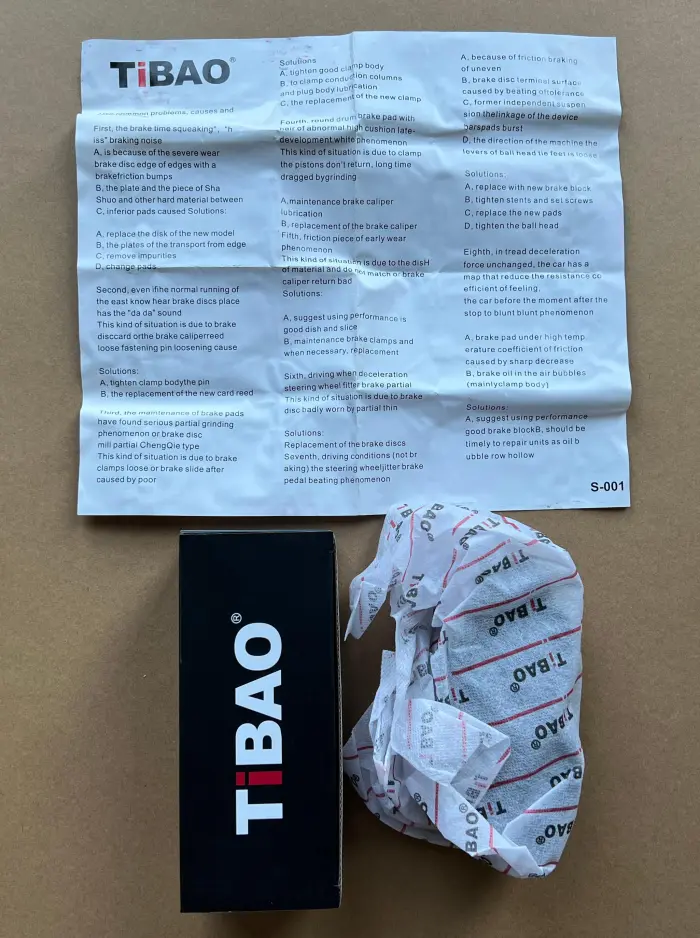 TiBAO®
common problems, causes and
First, the brake time squeaking", "h
iss" braking noise
A, is because of the severe wear
brake disc edge of edges with a
brakefriction bumps
B, the plate and the piece of Sha
Shuo and other hard material between
C, inferior pads caused Solutions:
A, replace the disk of the new model
B, the plates of the transport from edge
C, remove impurities
D, change pads
Second, even ifihe normal running of
the east know hear brake discs place
has the "da da" sound
This kind of situation is due to brake
disccard orthe brake caliperreed
loose fastening pin loosening cause
Solutions:
A, tighten clamp bodythe pin
B, the replacement of the new card reed
Third, the maintenance of brake pads
have found serious partial grinding
phenomenon or brake disc
mill partial ChengQie type
This kind of situation is due to brake
clamps loose or brake slide after
caused by poor
Solutions
A, tighten good clamp body
B, to clamp conduction columns
and plug body lubrication
C, the replacement of the new clamp
Fourth, round drum brake pad with
pair of abnormal high cushion late-
development white phenomenon
This kind of situation is due to clamp
the pistons don't return, long time
dragged bygrinding
A,maintenance brake caliper
lubrication
B, replacement of the brake caliper
Fifth, friction piece of early wear
phenomenon
This kind of situation is due to the disH
of material and do not match or brake
caliper return bad
Solutions:
A, suggest using performance is
good dish and slice
B, maintenance brake clamps and
when necessary, replacement
Sixth, driving when deceleration
steering wheel fitter brake partial
This kind of situation is due to brake
disc badly worn by partial thin
Solutions:
Replacement of the brake discs
Seventh, driving conditions (not br
aking) the steering wheeljitter brake
pedal beating phenomenon
A, because of friction braking
of uneven
B, brake disc terminal surface
caused by beating oftolerance
C, former independent suspen
sion thelinkage of the device
barspads burst
D, the direction of the machine the
levers of ball head tie feet is loose
Solutions:
A, replace with new brake block
B, tighten stents and set screws
C, replace the new pads
D, tighten the ball head
Eighth, in tread deceleration
force unchanged, the car has a
map that reduce the resistance co
efficient of feeling,
the car before the moment after the
stop to blunt blunt phenomenon
A, brake pad under high temp
erature coefficient of friction
caused by sharp decrease
B, brake oil in the air bubbles
(mainlyclamp body)
Solutions:
A, suggest using performance
good brake blockB, should be
timely to repair units as oil b
ubble row hollow
S-001
TiBAO®
TiBAO®
TiBAO®
TiBAO®
TiBAO®
TiBAO®